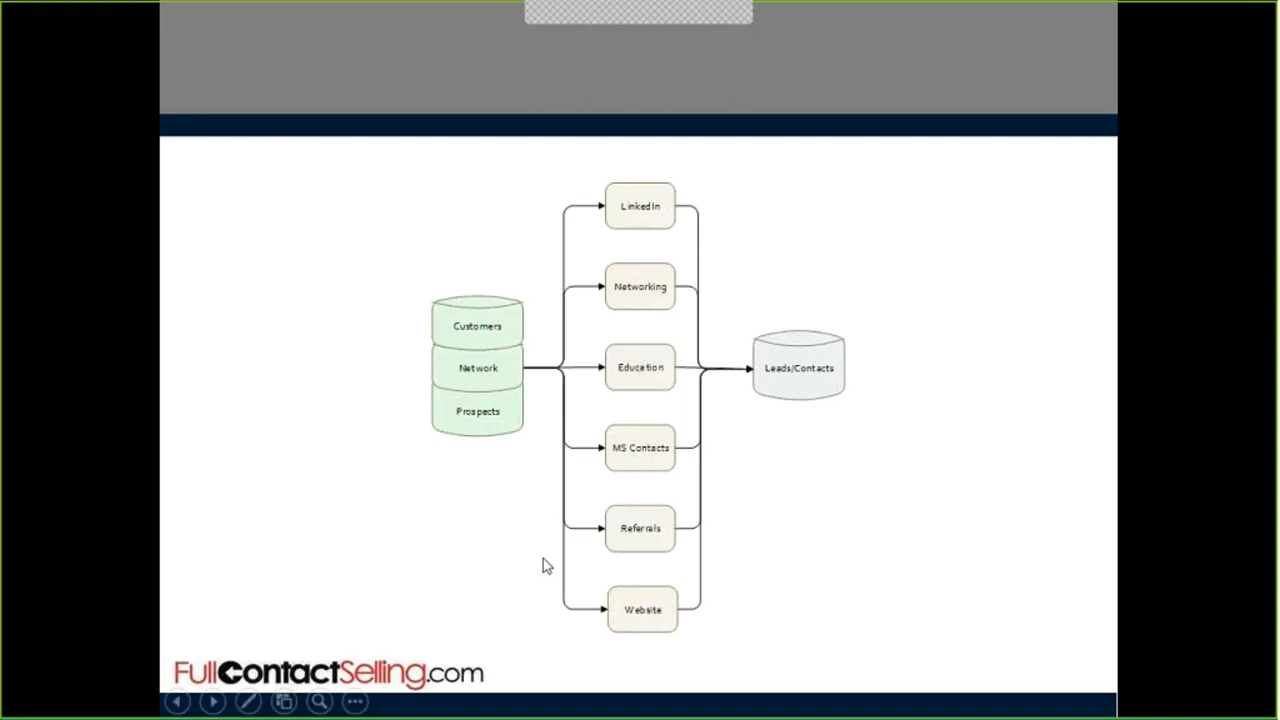 LinkedIn
Networking
Customers
Network
Prospects
Education
Leads/Contacts
MS Contacts
Referrals
Website
FullContactSelling.com